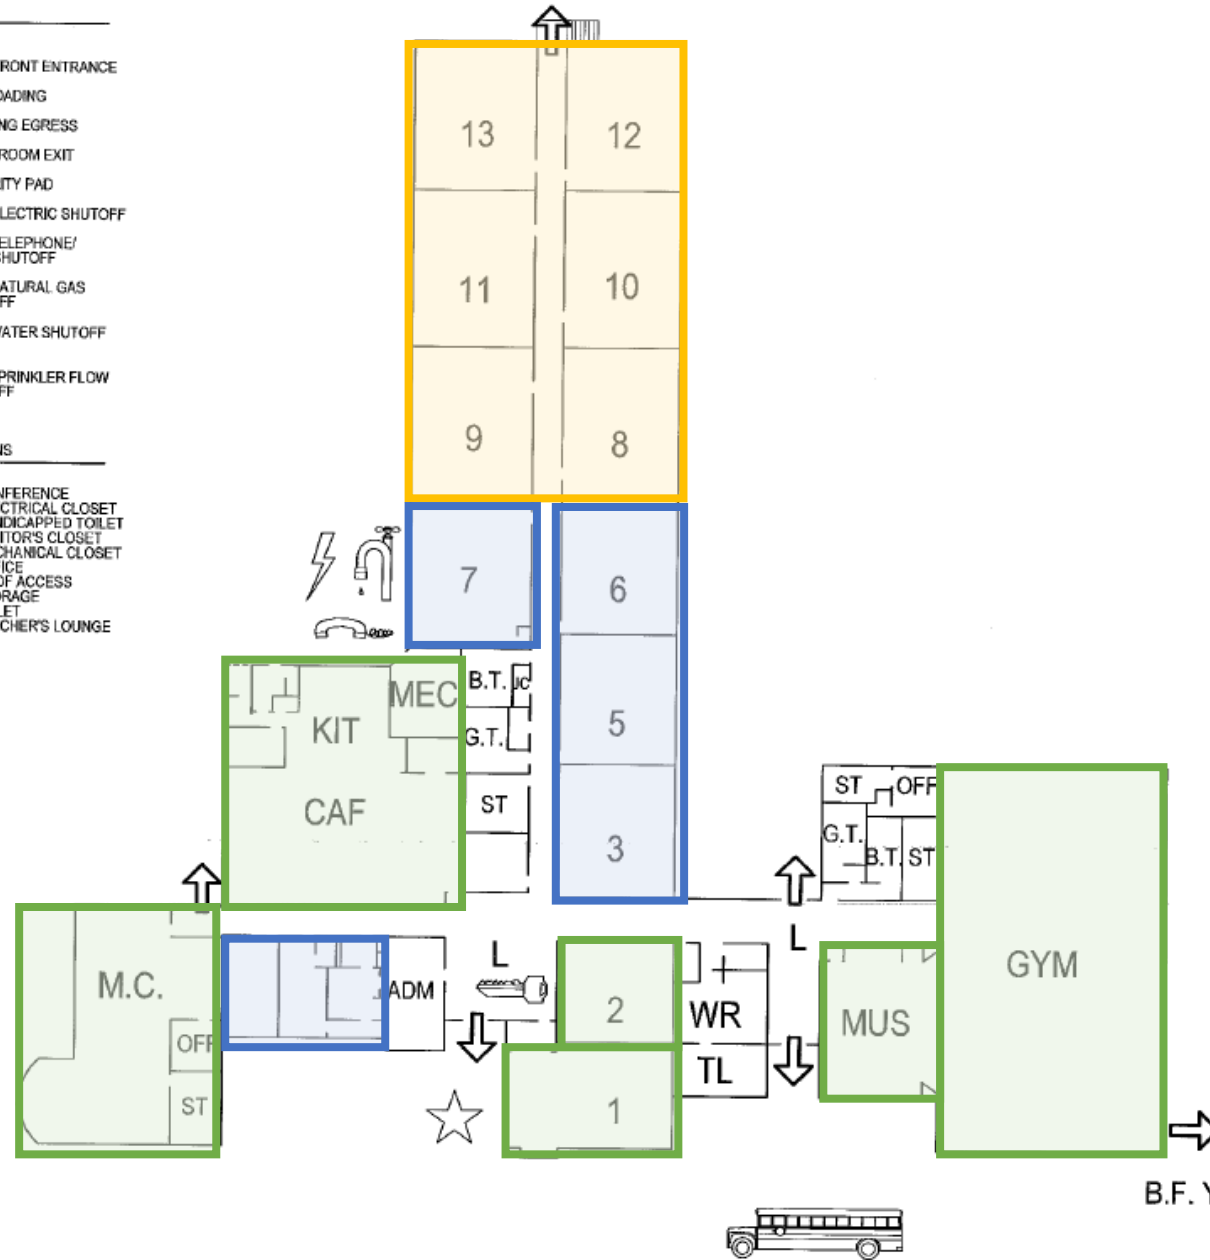 RONT ENTRANCE
OADING
NG EGRESS
ROOM EXIT
ITY PAD
LECTRIC SHUTOFF
ELEPHONE/
SHUTOFF
ATURAL GAS
FF
WATER SHUTOFF
PRINKLER FLOW
FF
NS
NFERENCE
CTRICAL CLOSET
NDICAPPED TOILET
ITOR'S CLOSET
CHANICAL CLOSET
ICE
OF ACCESS
ORAGE
LET
CHER'S LOUNGE
13
12
11
10
9
8
7
6
MEC
B.T.
JC
KIT
G.T.
5
CAF
ST
3
ST
OFF
G.T.
B.T.
ST
M.C.
ADM
L
L
GYM
2
WR
MUS
OFF
TL
ST
1
B.F. Y